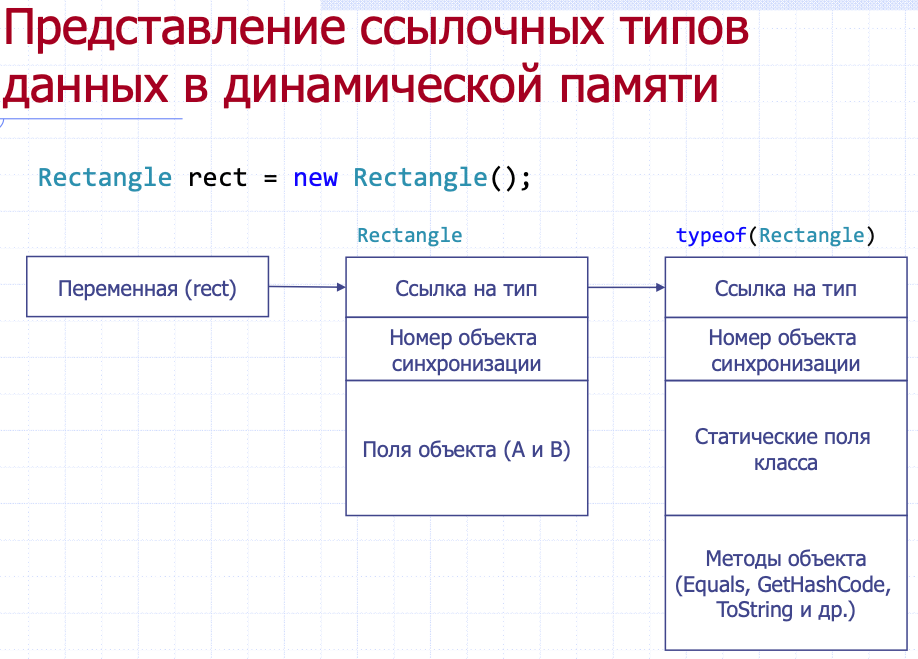 Представление ссылочных типов
данных в динамической памяти
Rectangle rect = new Rectangle();
Rectangle
typeof(Rectangle)
Переменная (rect)
Ссылка на тип
Ссылка на тип
Номер объекта
синхронизации
Номер объекта
синхронизации
Поля объекта (A и B)
Статические поля
класса
Методы объекта
(Equals, GetHashCode,
ToString и др.)